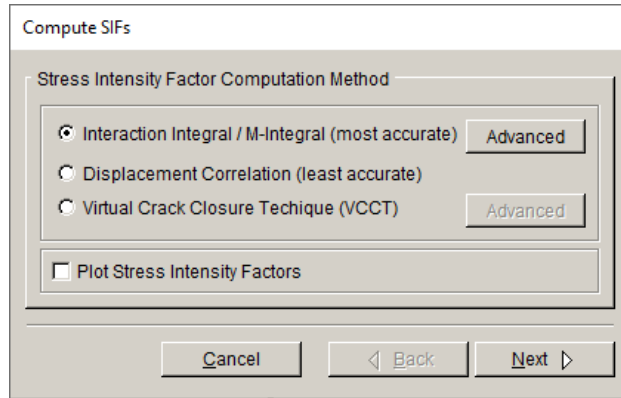 Compute SIFs
Stress Intensity Factor Computation Method
Interaction Integral / M-Integral (most accurate) Advanced
Displacement Correlation (least accurate)
Virtual Crack Closure Techique (VCCT) Advanced
Plot Stress Intensity Factors
Cancel Back Next